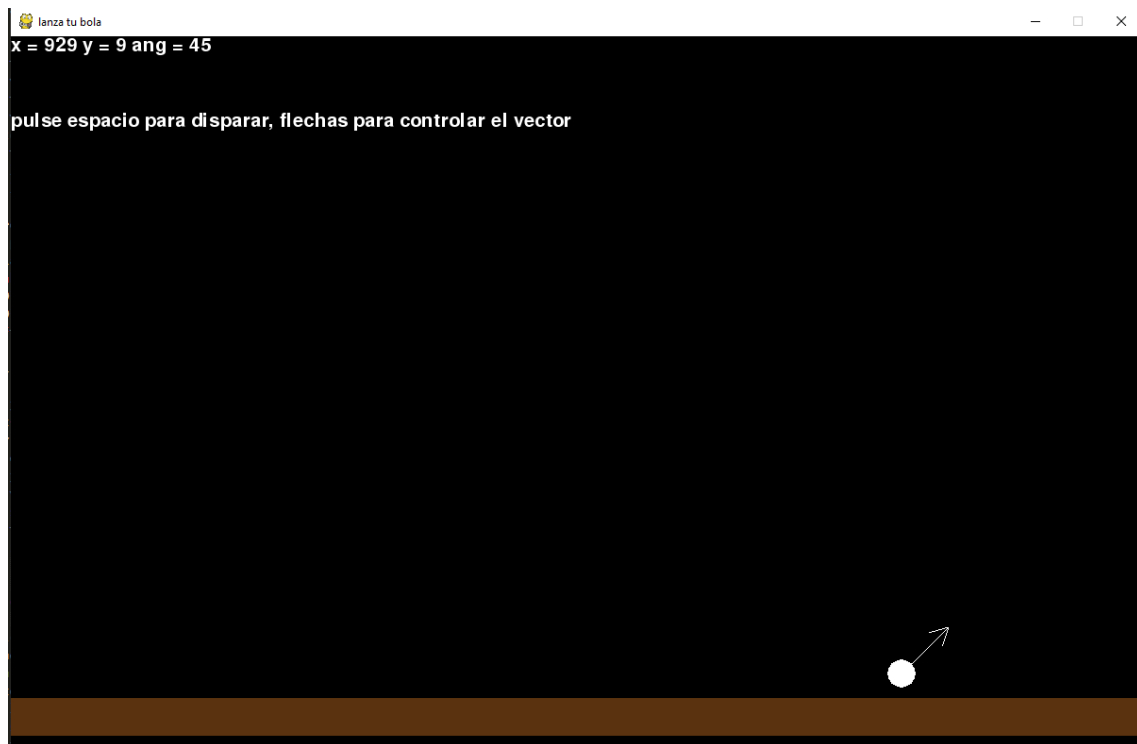 lanza tu bola
x = 929 y = 9 ang = 45
pulse espacio para disparar, flechas para controlar el vector